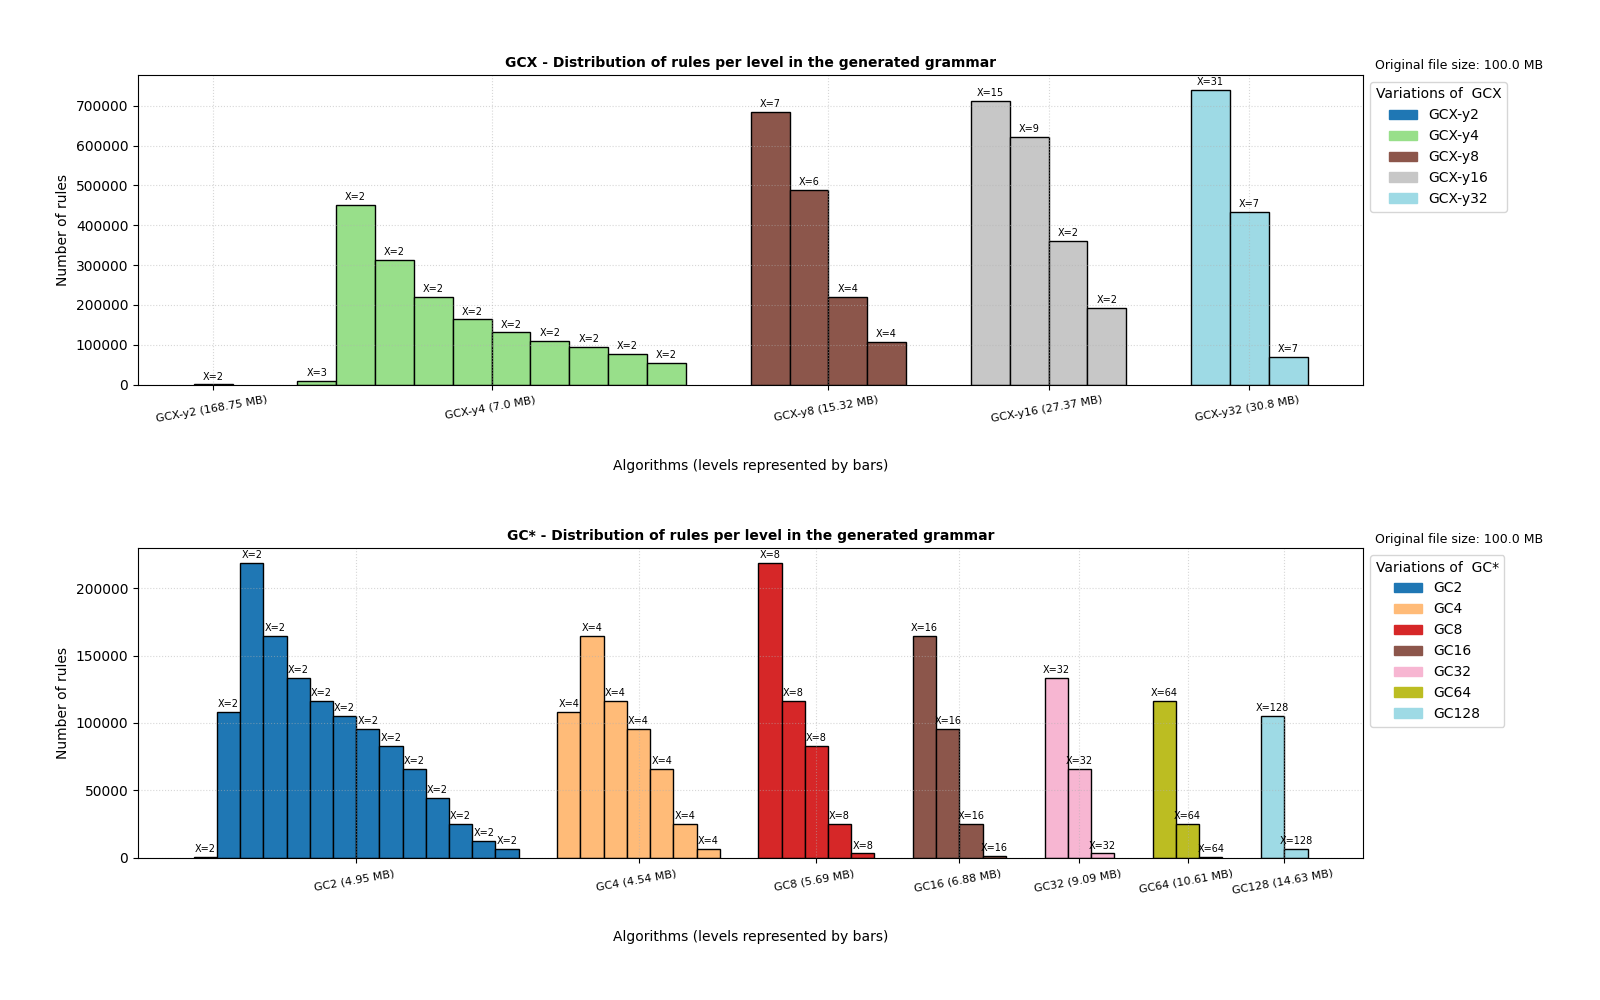 GCX - Distribution of rules per level in the generated grammar
Original file size: 100.0 MB
Number of rules
700000
600000
500000
400000
300000
200000
100000
0
X=2
X=3
X=2
X=2
X=2
X=2
X=2
X=2
X=2
X=2
X=2
X=7
X=6
X=4
X=4
X=15
X=9
X=2
X=2
X=31
X=7
X=7
GCX-y2 (168.75 MB)
GCX-y4 (7.0 MB)
GCX-y8 (15.32 MB)
GCX-y16 (27.37 MB)
GCX-y32 (30.8 MB)
Algorithms (levels represented by bars)
Variations of  GCX
GCX-y2
GCX-y4
GCX-y8
GCX-y16
GCX-y32
GC* - Distribution of rules per level in the generated grammar
Original file size: 100.0 MB
Number of rules
200000
150000
100000
50000
0
X=2
X=2
X=2
X=2
X=2
X=2
X=2
X=2
X=2
X=2
X=2
X=2
X=2
X=2
X=4
X=4
X=4
X=4
X=4
X=4
X=4
X=8
X=8
X=8
X=8
X=8
X=16
X=16
X=16
X=16
X=32
X=32
X=32
X=64
X=64
X=64
X=128
X=128
GC2 (4.95 MB)
GC4 (4.54 MB)
GC8 (5.69 MB)
GC16 (6.88 MB)
GC32 (9.09 MB)
GC64 (10.61 MB)
GC128 (14.63 MB)
Algorithms (levels represented by bars)
Variations of  GC*
GC2
GC4
GC8
GC16
GC32
GC64
GC128